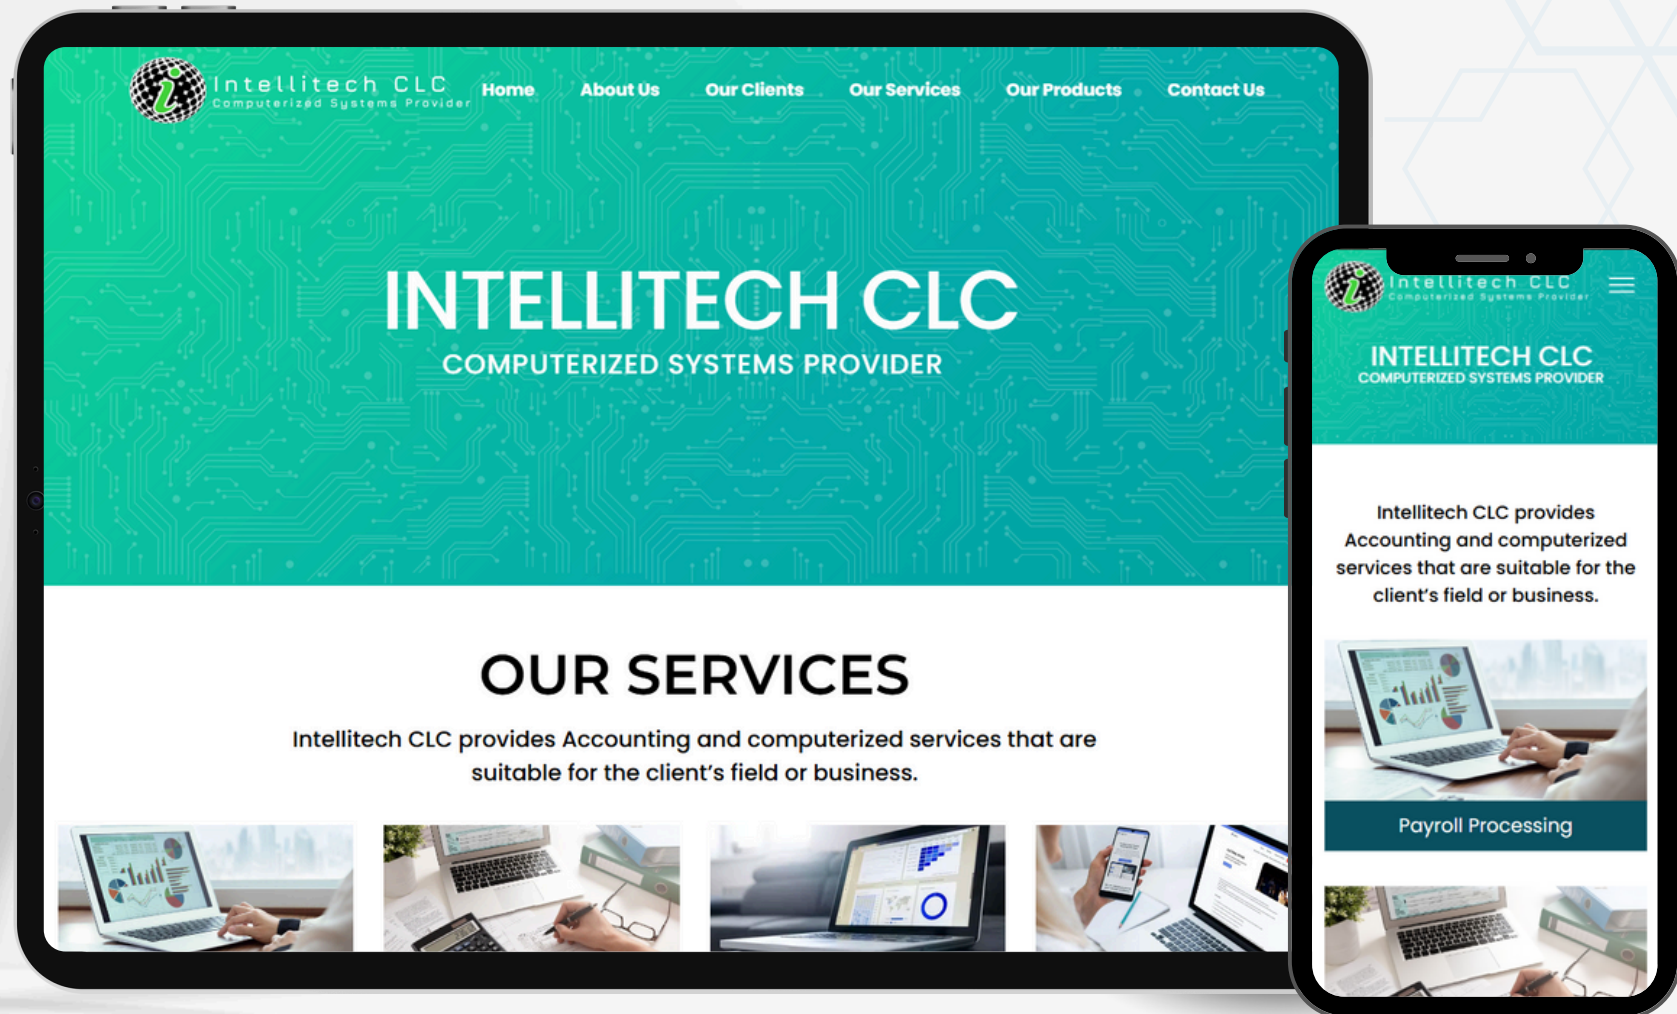 Intellitech CLC
Computerized Systems Provider
Home About Us Our Clients Our Services Our Products Contact Us
INTELLITECH CLC
COMPUTERIZED SYSTEMS PROVIDER
OUR SERVICES
Intellitech CLC provides Accounting and computerized services that are
suitable for the client's field or business.
Intellitech CLC
Computerized Systems Provider
INTELLITECH CLC
COMPUTERIZED SYSTEMS PROVIDER
Intellitech CLC provides
Accounting and computerized
services that are suitable for the
client's field or business.
Payroll Processing